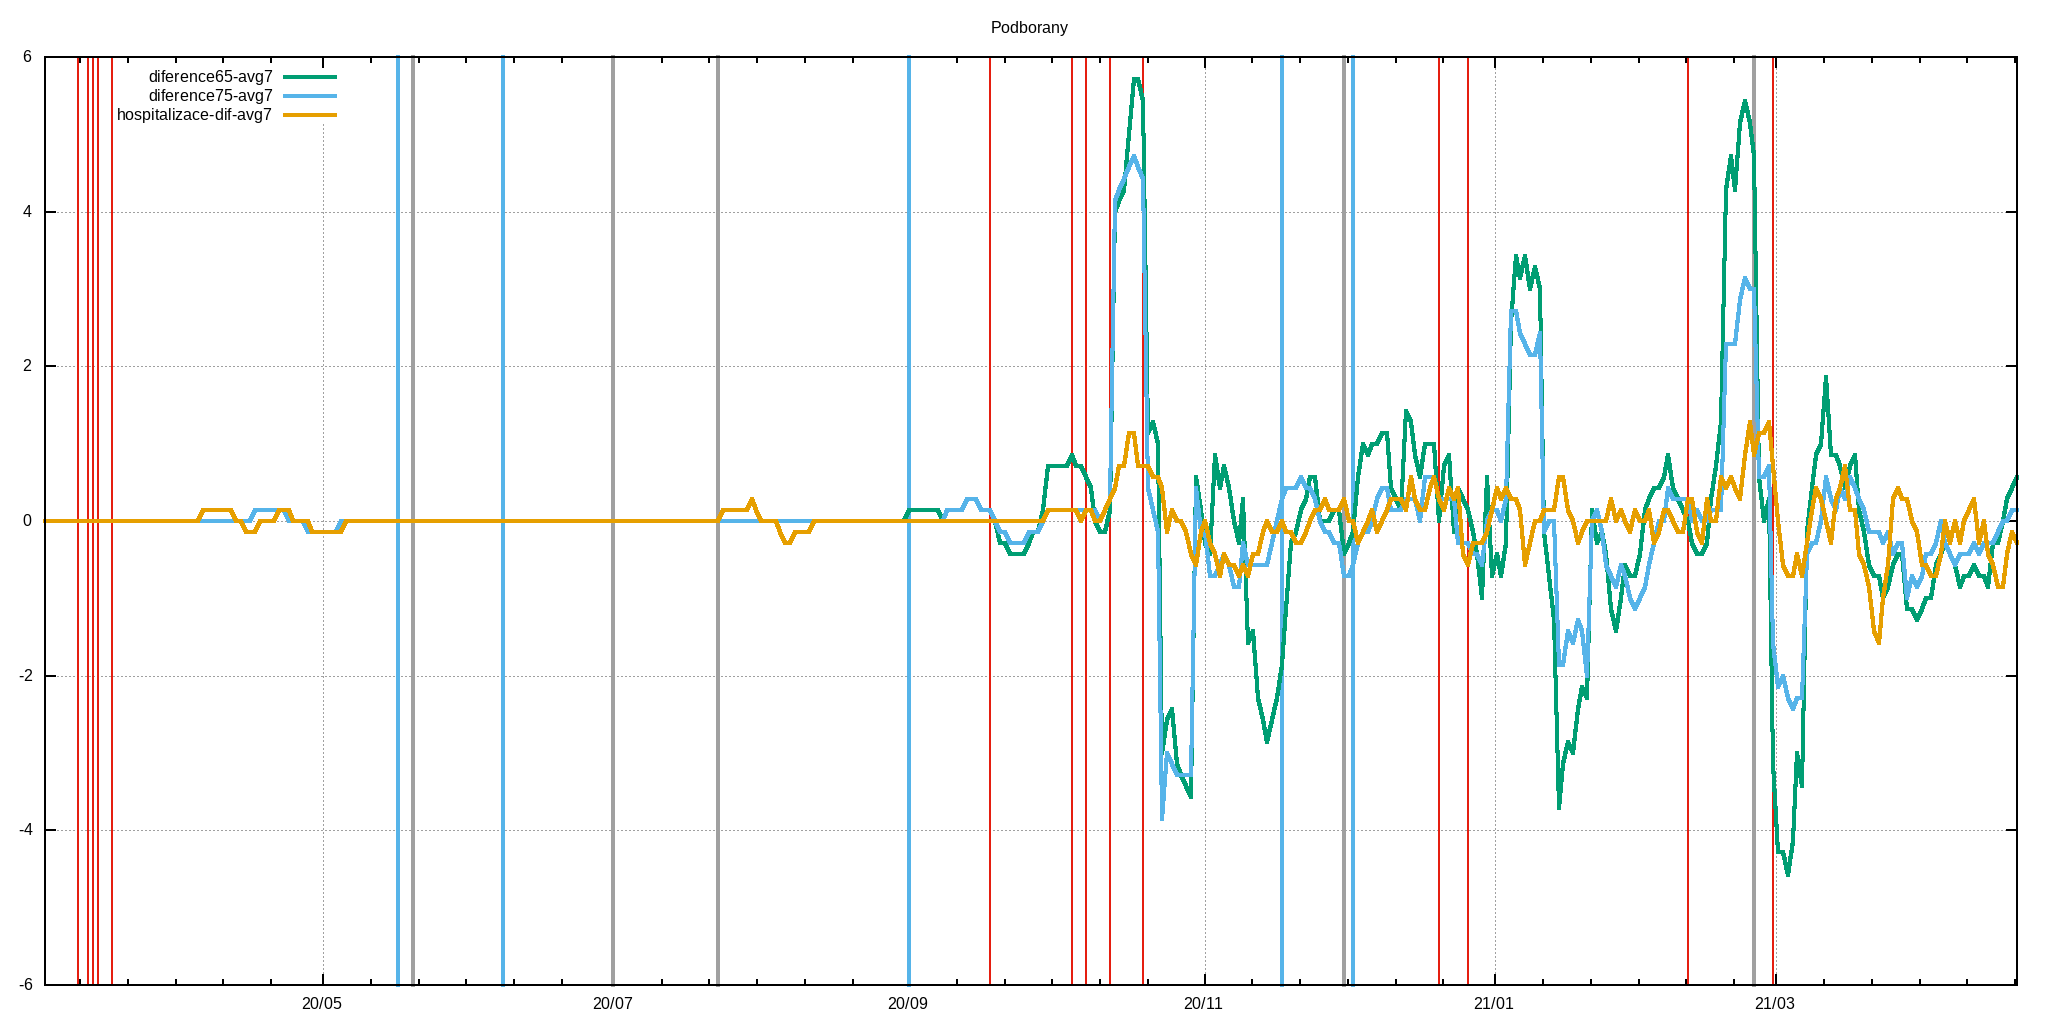 Podborany
6
diference65-avg7
diference75-avg7
hospitalizace-dif-avg7
4
2
0
-2
-4
-6
20/05 20/07 20/09 20/11 21/01 21/03